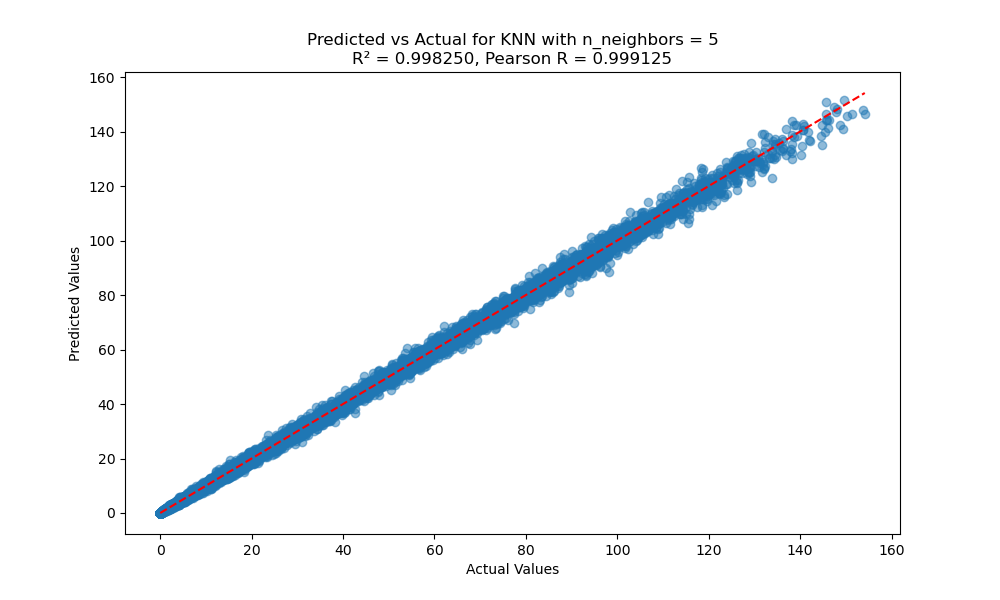 Predicted vs Actual for KNN with n_neighbors = 5
R² = 0.998250, Pearson R = 0.999125
160
140
120
100
80
60
40
20
0
Predicted Values
0 20 40 60 80 100 120 140 160
Actual Values